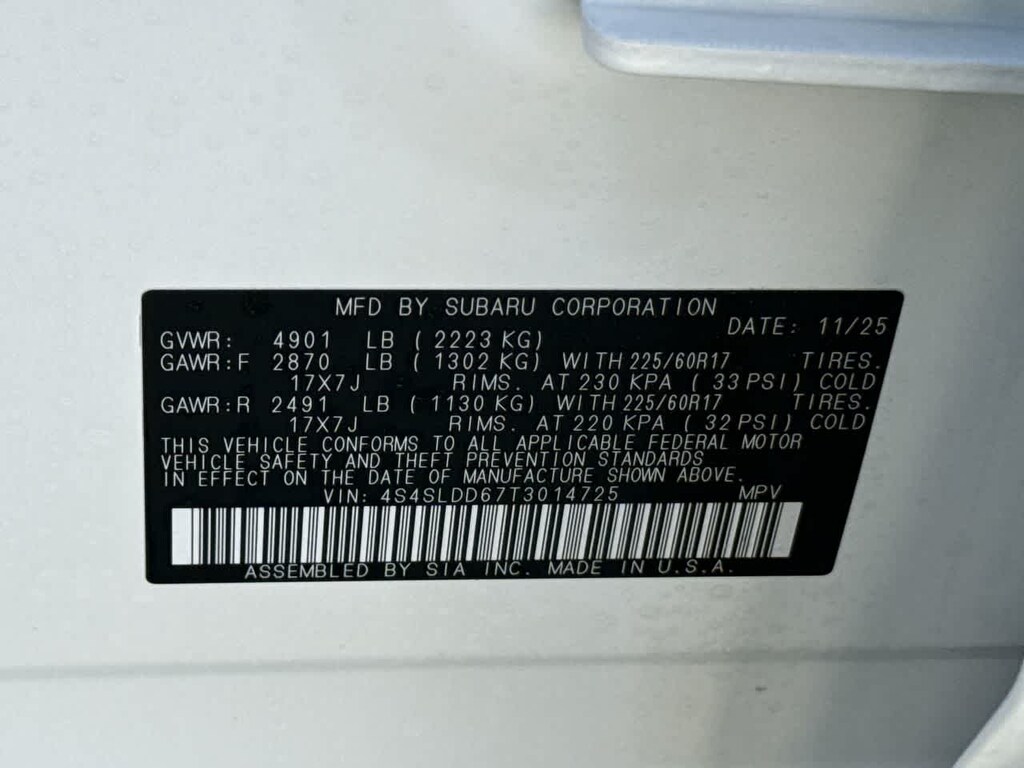 MFD BY SUBARU CORPORATION
DATE: 11/25
GVWR: 4901 LB ( 2223 KG)
GAWR:F 2870 LB ( 1302 KG) WITH 225/60R17 TIRES.
17X7J RIMS. AT 230 KPA ( 33 PSI) COLD
GAWR:R 2491 LB ( 1130 KG) WITH 225/60R17 TIRES.
17X7J RIMS. AT 220 KPA ( 32 PSI) COLD
THIS VEHICLE CONFORMS TO ALL APPLICABLE FEDERAL MOTOR
VEHICLE SAFETY AND THEFT PREVENTION STANDARDS
IN EFFECT ON THE DATE OF MANUFACTURE SHOWN ABOVE.
VIN: 4S4SLDD67T3014725 MPV
ASSEMBLED BY SIA INC. MADE IN U.S.A.